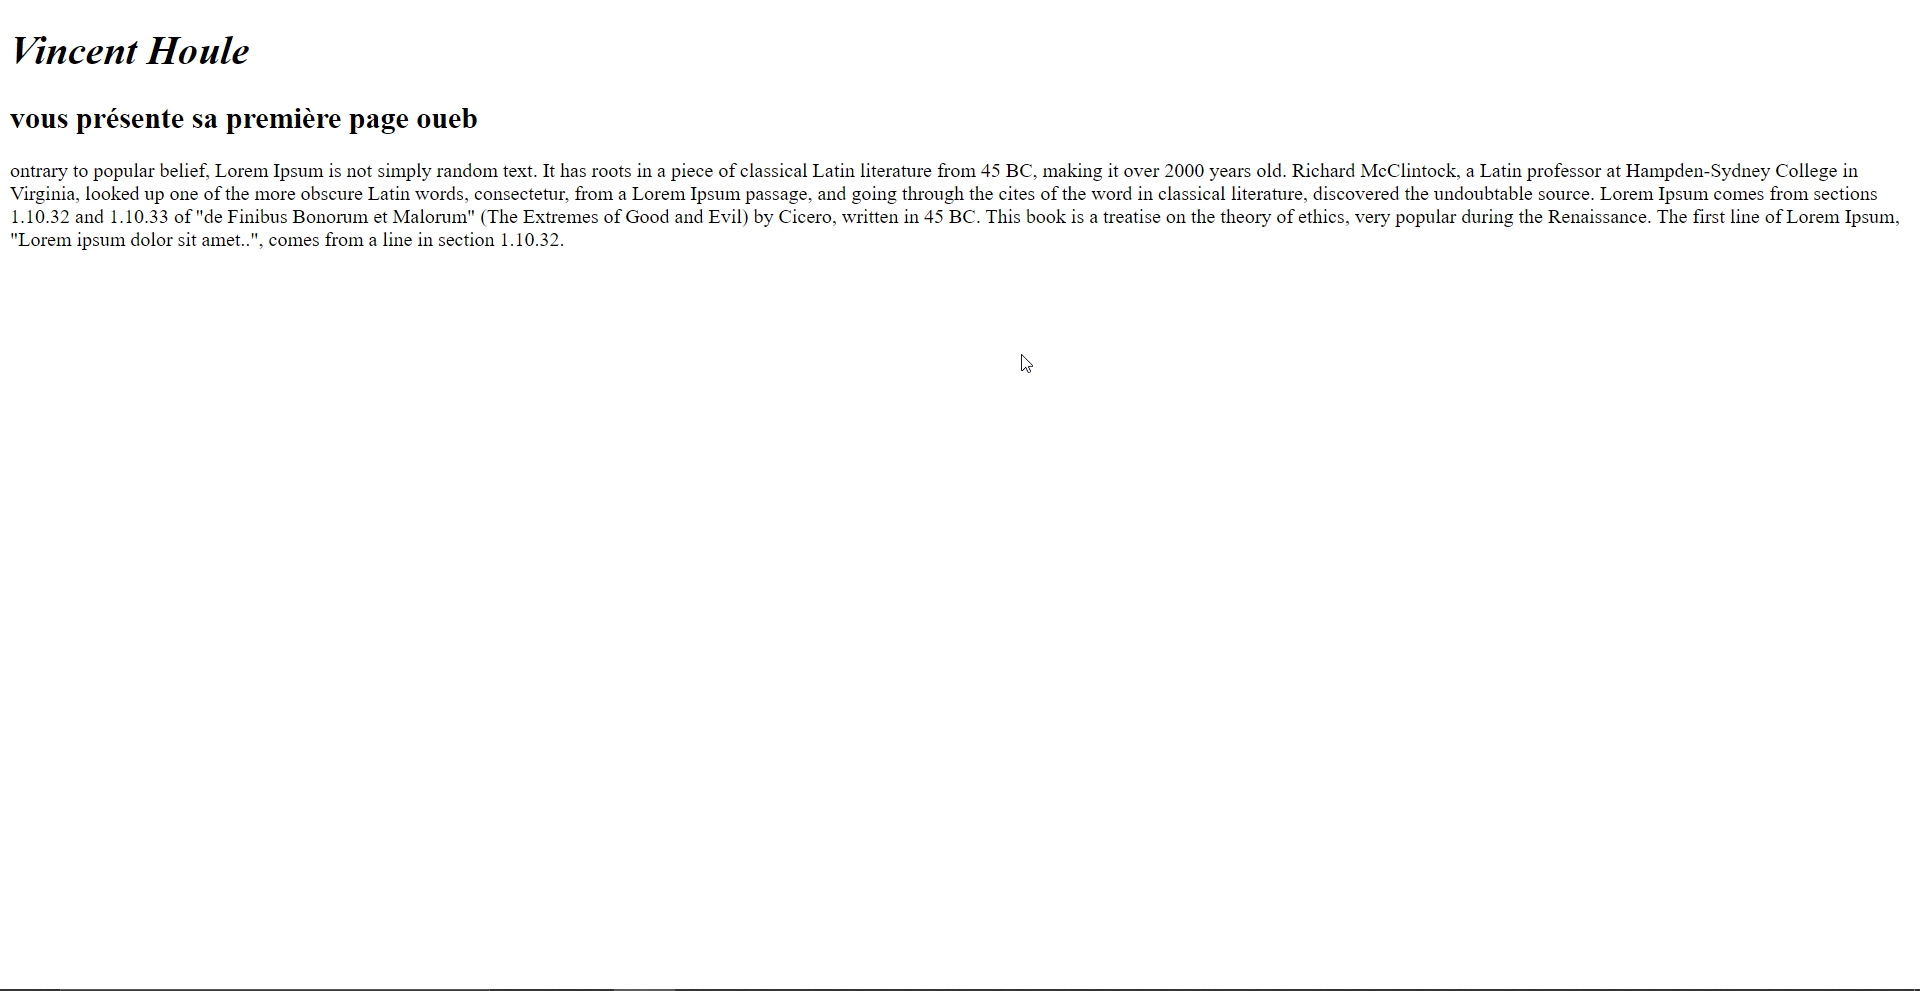 Vincent Houle
vous présente sa première page oueb
ontrary to popular belief, Lorem Ipsum is not simply random text. It has roots in a piece of classical Latin literature from 45 BC, making it over 2000 years old. Richard McClintock, a Latin professor at Hampden-Sydney College in
Virginia, looked up one of the more obscure Latin words, consectetur, from a Lorem Ipsum passage, and going through the cites of the word in classical literature, discovered the undoubtable source. Lorem Ipsum comes from sections
1.10.32 and 1.10.33 of "de Finibus Bonorum et Malorum" (The Extremes of Good and Evil) by Cicero, written in 45 BC. This book is a treatise on the theory of ethics, very popular during the Renaissance. The first line of Lorem Ipsum,
"Lorem ipsum dolor sit amet..", comes from a line in section 1.10.32.